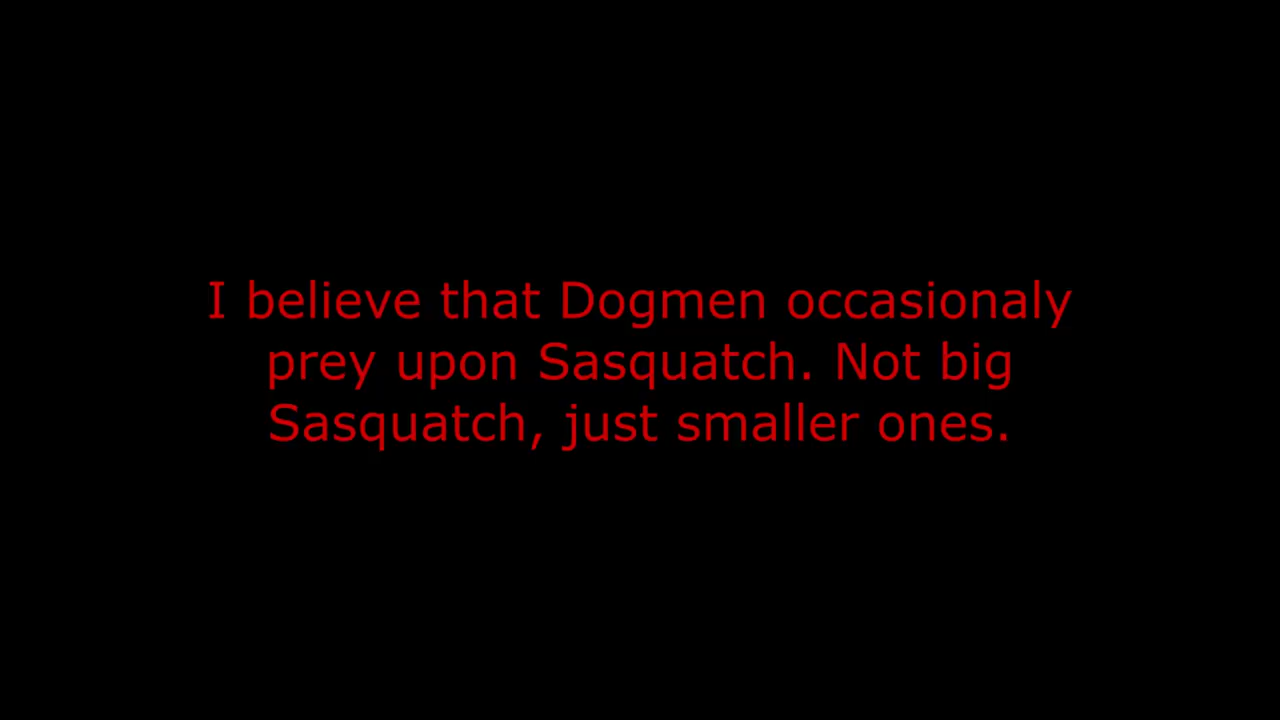 I believe that Dogmen occasionaly
prey upon Sasquatch. Not big
Sasquatch, just smaller ones.